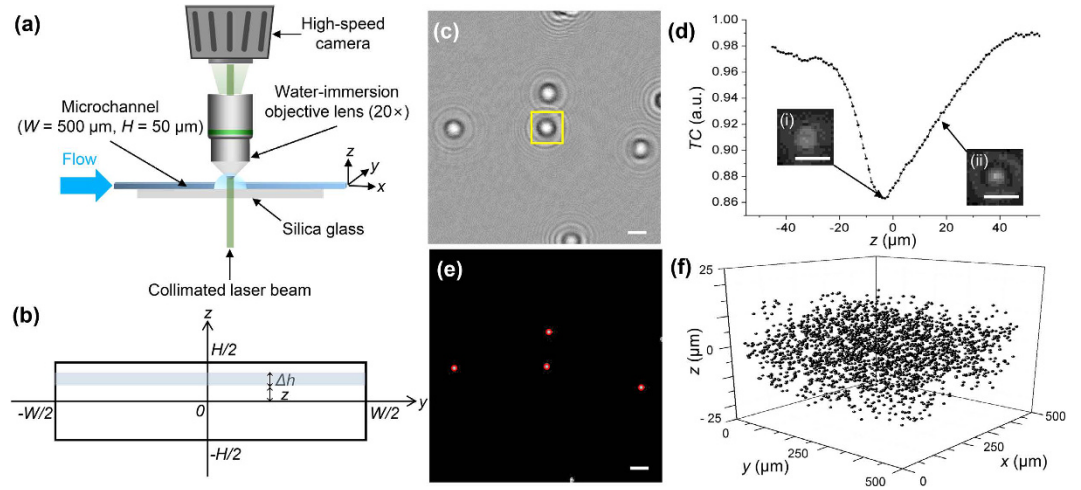 (a)
High-speed
camera
Water-immersion
objective lens (20×)
Microchannel
(W = 500 µm, H = 50 µm)
Flow
z
y
x
Silica glass
Collimated laser beam
(b)
z
H/2
Δh
z
-W/2
0
W/2
y
-H/2
(c)
(d)
TC (a.u.)
1.00
0.98
0.96
0.94
0.92
0.90
0.88
0.86
(i)
(ii)
-40
-20
0
20
40
z (µm)
(e)
(f)
z (µm)
25
0
-25
0
250
500
y (µm)
0
250
500
x (µm)